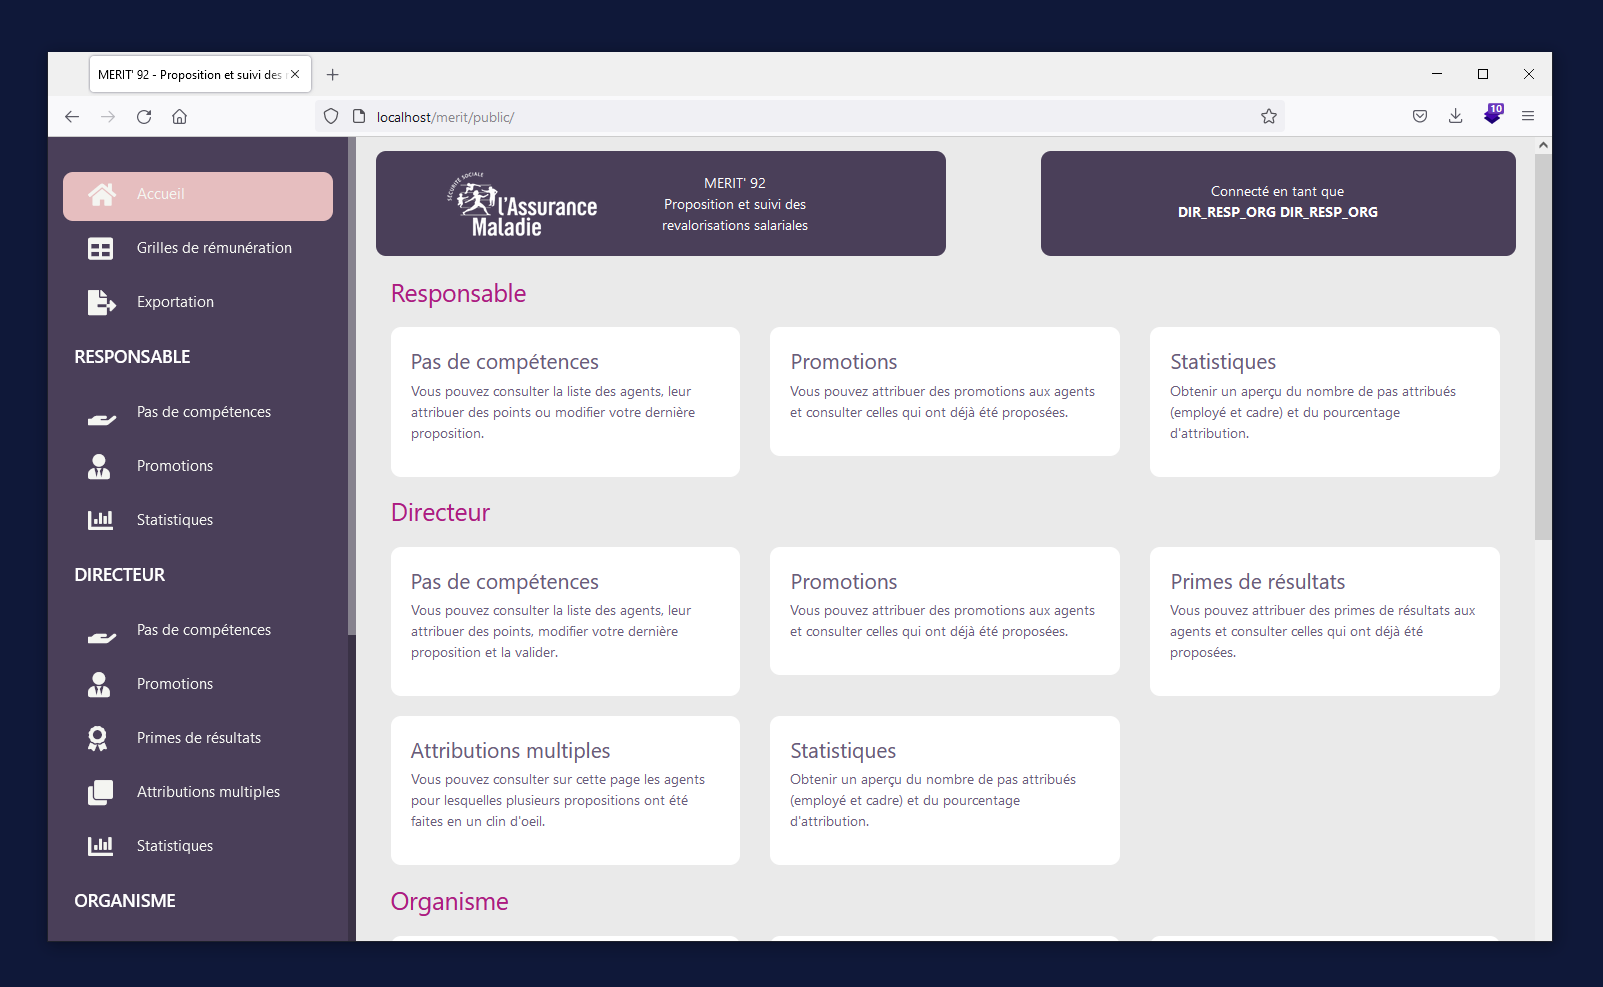 MERIT' 92 - Proposition et suivi des
localhost/merit/public/
10
Accueil
Grilles de rémunération
Exportation
RESPONSABLE
Pas de compétences
Promotions
Statistiques
DIRECTEUR
Pas de compétences
Promotions
Primes de résultats
Attributions multiples
Statistiques
ORGANISME
SÉCURITÉ SOCIALE
l'Assurance
Maladie
MERIT' 92
Proposition et suivi des
revalorisations salariales
Connecté en tant que
DIR_RESP_ORG DIR_RESP_ORG
Responsable
Pas de compétences
Vous pouvez consulter la liste des agents, leur
attribuer des points ou modifier votre dernière
proposition.
Promotions
Vous pouvez attribuer des promotions aux agents
et consulter celles qui ont déjà été proposées.
Statistiques
Obtenir un aperçu du nombre de pas attribués
(employé et cadre) et du pourcentage
d'attribution.
Directeur
Pas de compétences
Vous pouvez consulter la liste des agents, leur
attribuer des points, modifier votre dernière
proposition et la valider.
Promotions
Vous pouvez attribuer des promotions aux agents
et consulter celles qui ont déjà été proposées.
Primes de résultats
Vous pouvez attribuer des primes de résultats aux
agents et consulter celles qui ont déjà été
proposées.
Attributions multiples
Vous pouvez consulter sur cette page les agents
pour lesquelles plusieurs propositions ont été
faites en un clin d'oeil.
Statistiques
Obtenir un aperçu du nombre de pas attribués
(employé et cadre) et du pourcentage
d'attribution.
Organisme